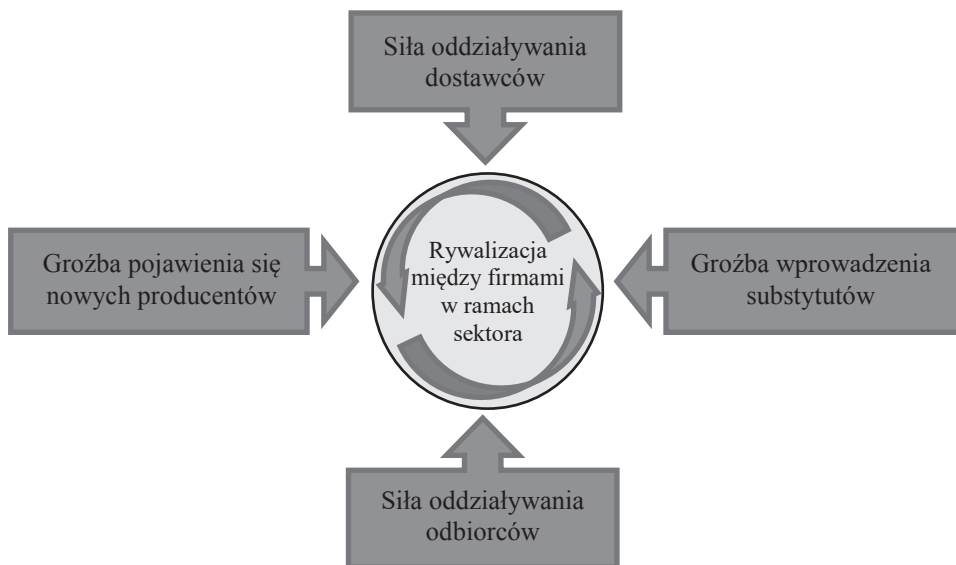 Siła oddziaływania
dostawców
Groźba pojawienia się
nowych producentów
Rywalizacja
między firmami
w ramach
sektora
Groźba wprowadzenia
substytutów
Siła oddziaływania
odbiorców